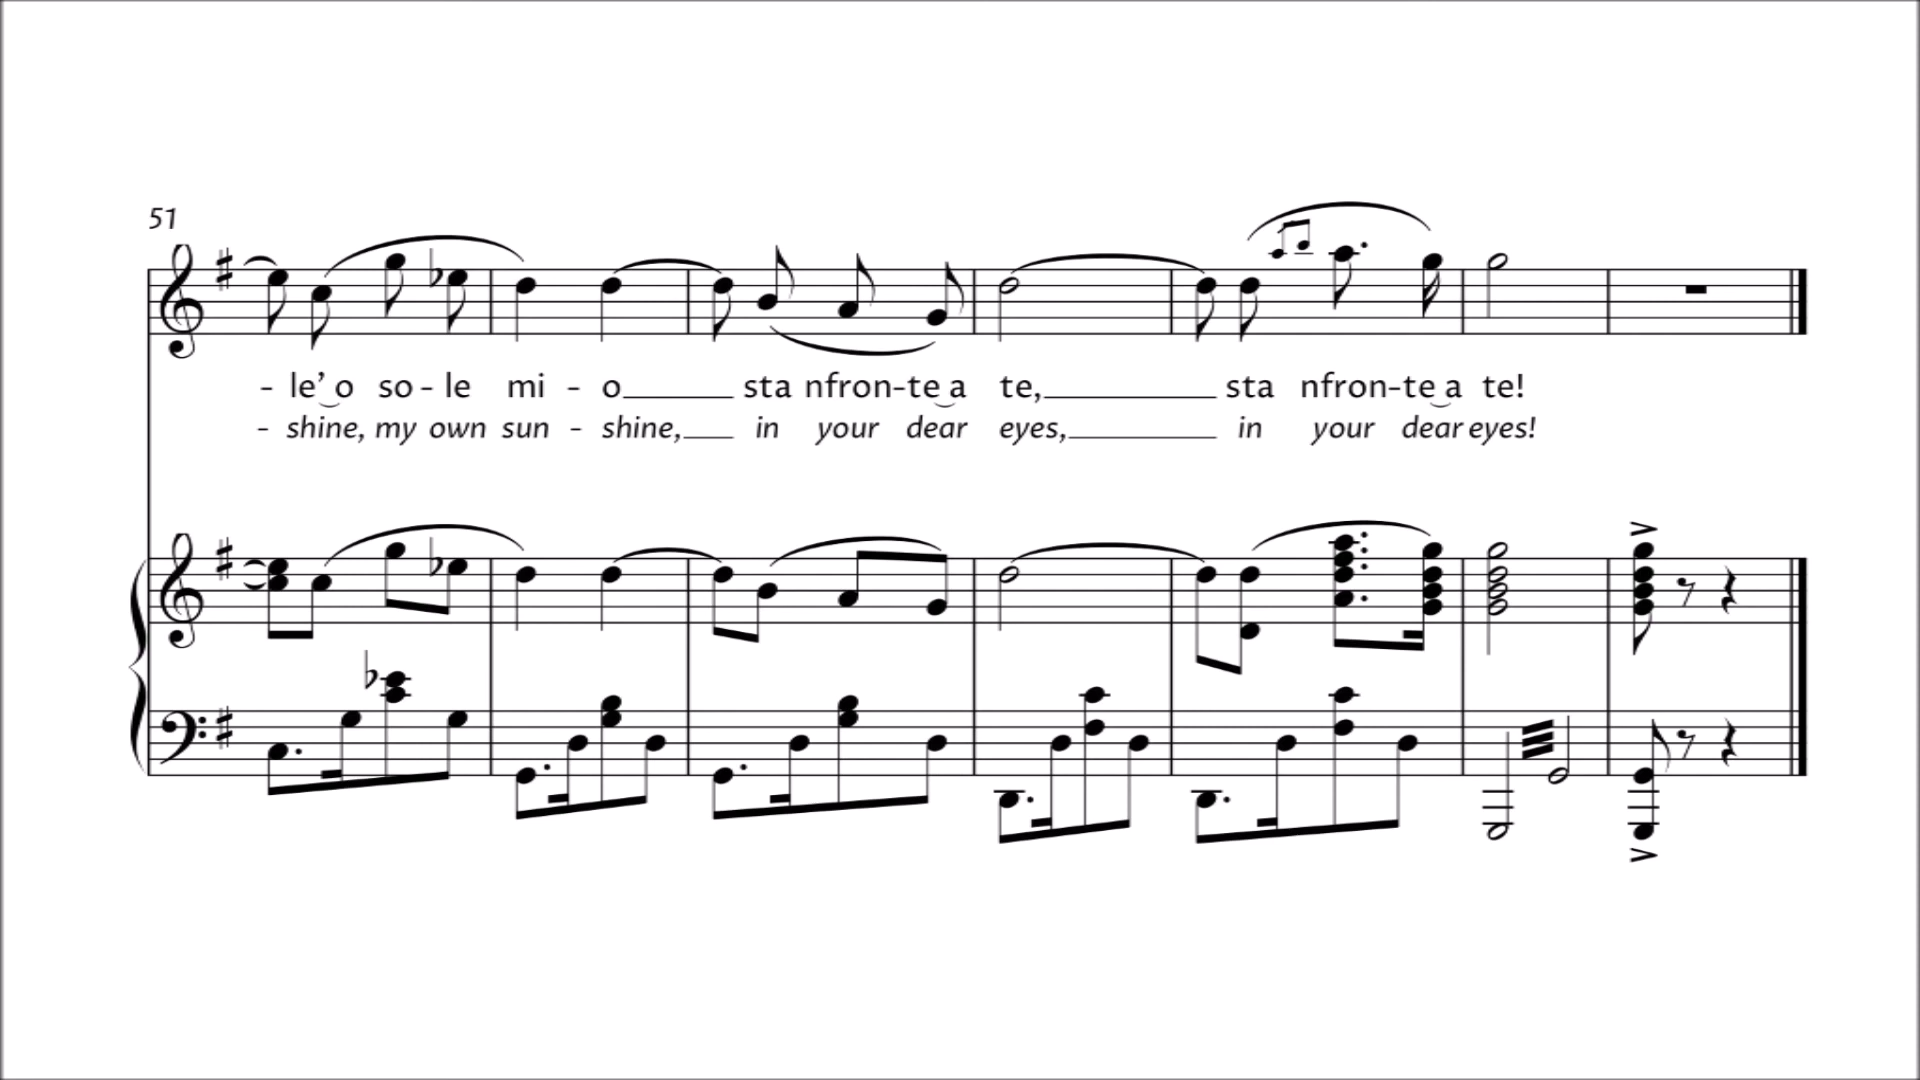 51
- le’ o so - le mi - o sta nfron-te a te, sta nfron-te a te!
- shine, my own sun - shine, in your dear eyes, in your dear eyes!